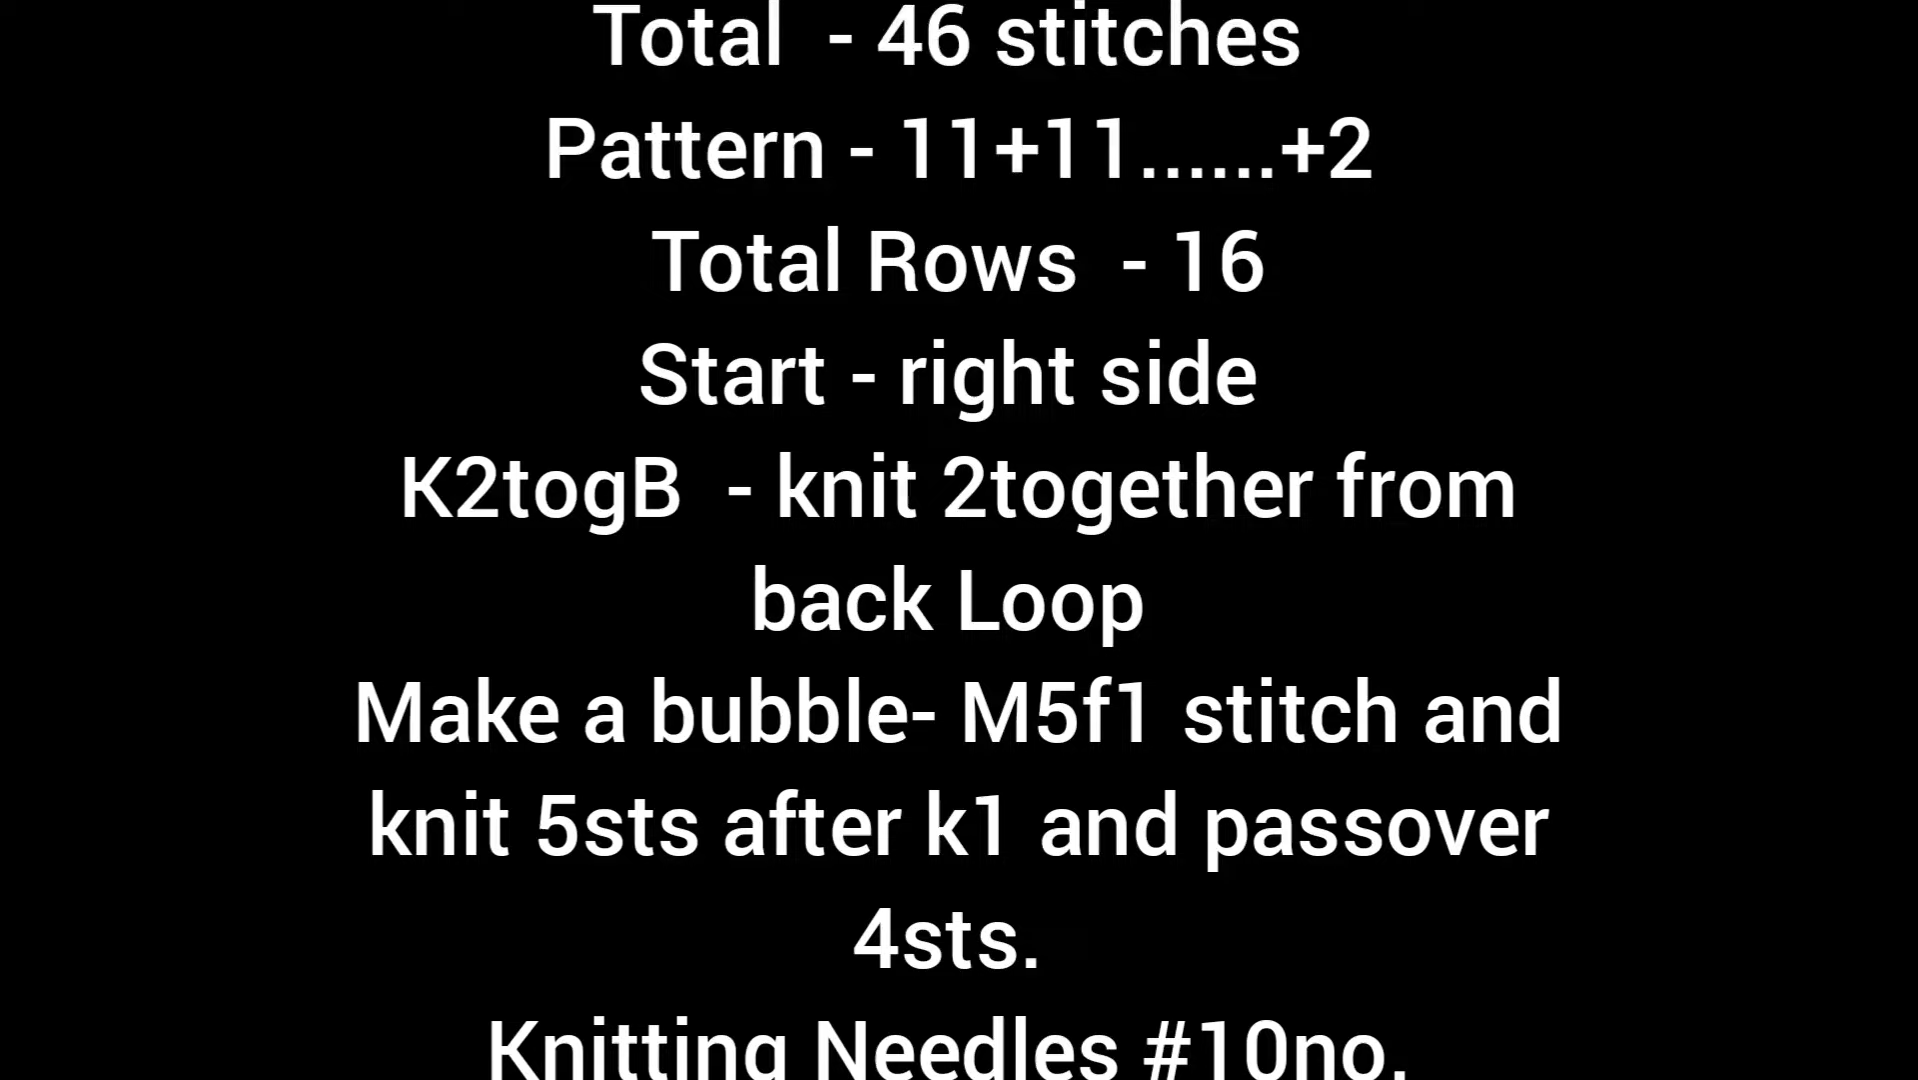 Total - 46 stitches
Pattern - 11+11......+2
Total Rows - 16
Start - right side
K2togB - knit 2together from
back Loop
Make a bubble- M5f1 stitch and
knit 5sts after k1 and passover
4sts.
Knitting Needles #10no.